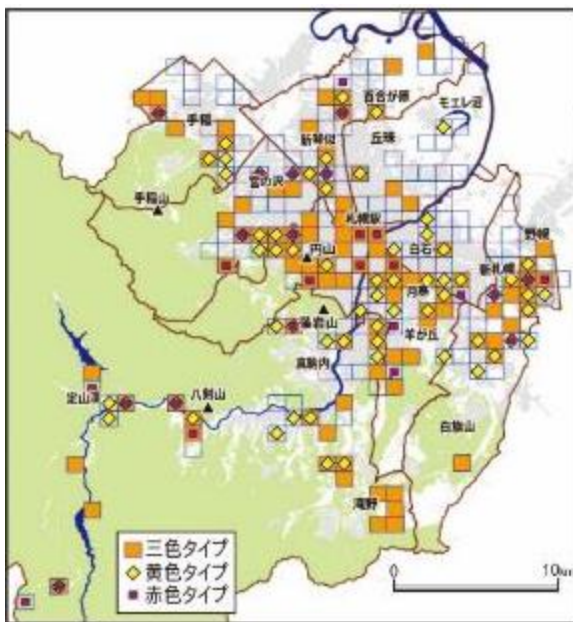 百合が原
モエレ沼
手稲
新琴似
丘珠
宮の沢
手稲山
札幌駅
野幌
円山
白石
新札幌
月寒
藻岩山
羊が丘
真駒内
八剣山
定山渓
白旗山
滝野
三色タイプ
黄色タイプ
赤色タイプ
0 10km